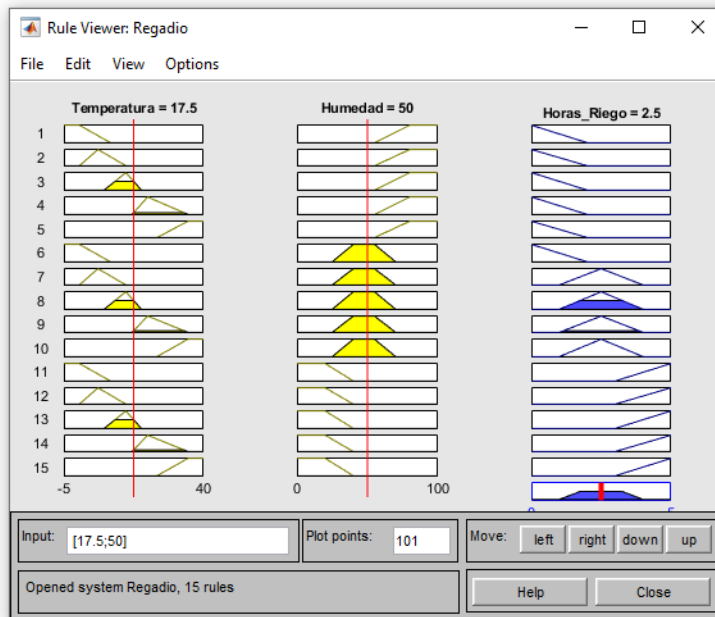 Rule Viewer: Regadio
File Edit View Options
Temperatura = 17.5 Humedad = 50 Horas_Riego = 2.5
1
2
3
4
5
6
7
8
9
10
11
12
13
14
15
-5 40 0 100
Input: [17.5;50] Plot points: 101 Move: left right down up
Opened system Regadio, 15 rules
Help Close